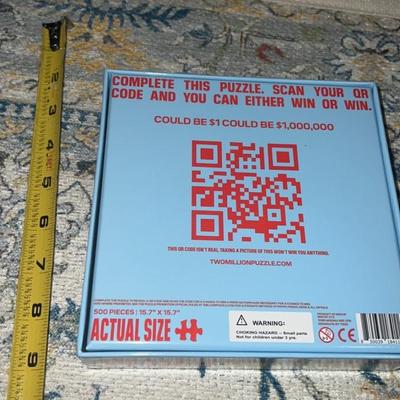 COMPLETE THIS PUZZLE. SCAN YOUR QR
CODE AND YOU CAN EITHER WIN OR WIN.
COULD BE $1 COULD BE $1,000,000
THIS QR CODE ISN'T REAL. TAKING A PICTURE OF THIS WON'T WIN YOU ANYTHING.
TWOMILLIONPUZZLE.COM
500 PIECES | 15.7" X 15.7"
ACTUAL SIZE
WARNING:
CHOKING HAZARD — Small parts
Not for children under 3 yrs.
0-3
CE
2
3
4
5
6
7
8
9